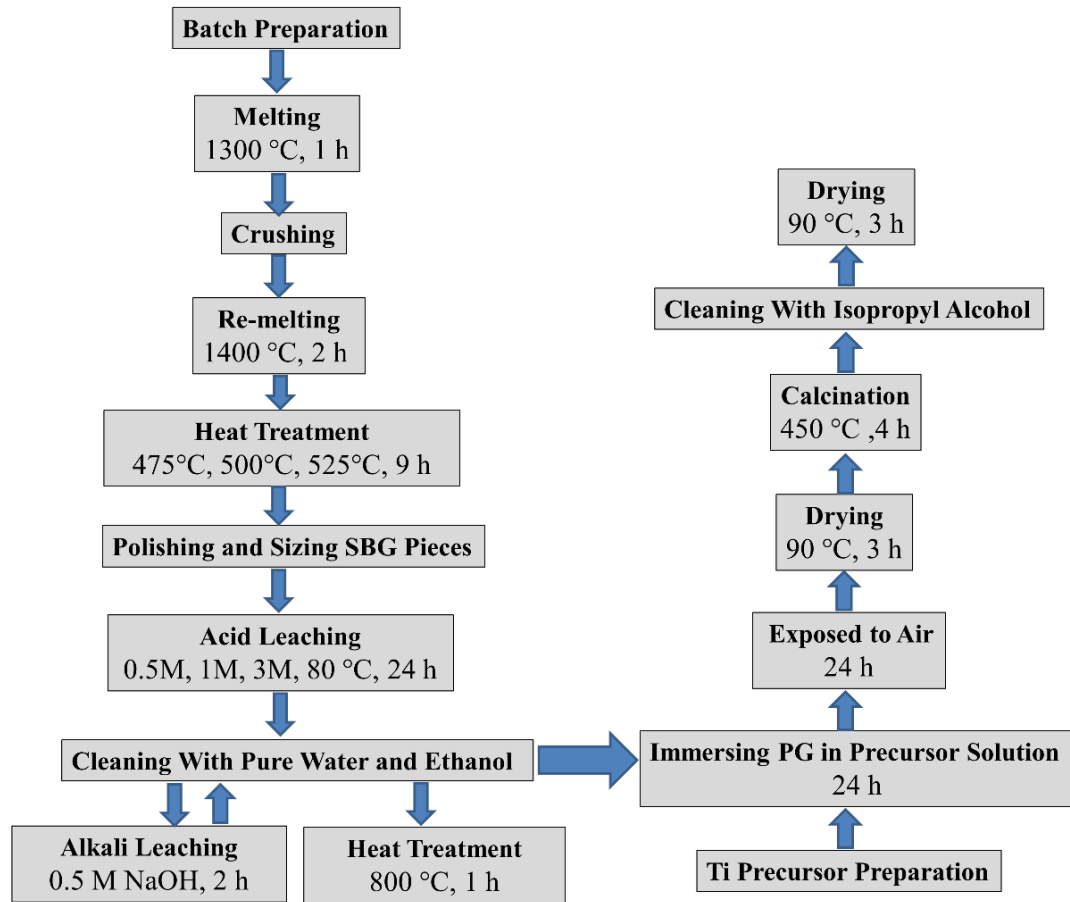 Batch Preparation
Melting
1300 °C, 1 h
Crushing
Re-melting
1400 °C, 2 h
Heat Treatment
475°C, 500°C, 525°C, 9 h
Polishing and Sizing SBG Pieces
Acid Leaching
0.5M, 1M, 3M, 80 °C, 24 h
Cleaning With Pure Water and Ethanol
Alkali Leaching
0.5 M NaOH, 2 h
Heat Treatment
800 °C, 1 h
Drying
90 °C, 3 h
Cleaning With Isopropyl Alcohol
Calcination
450 °C ,4 h
Drying
90 °C, 3 h
Exposed to Air
24 h
Immersing PG in Precursor Solution
24 h
Ti Precursor Preparation